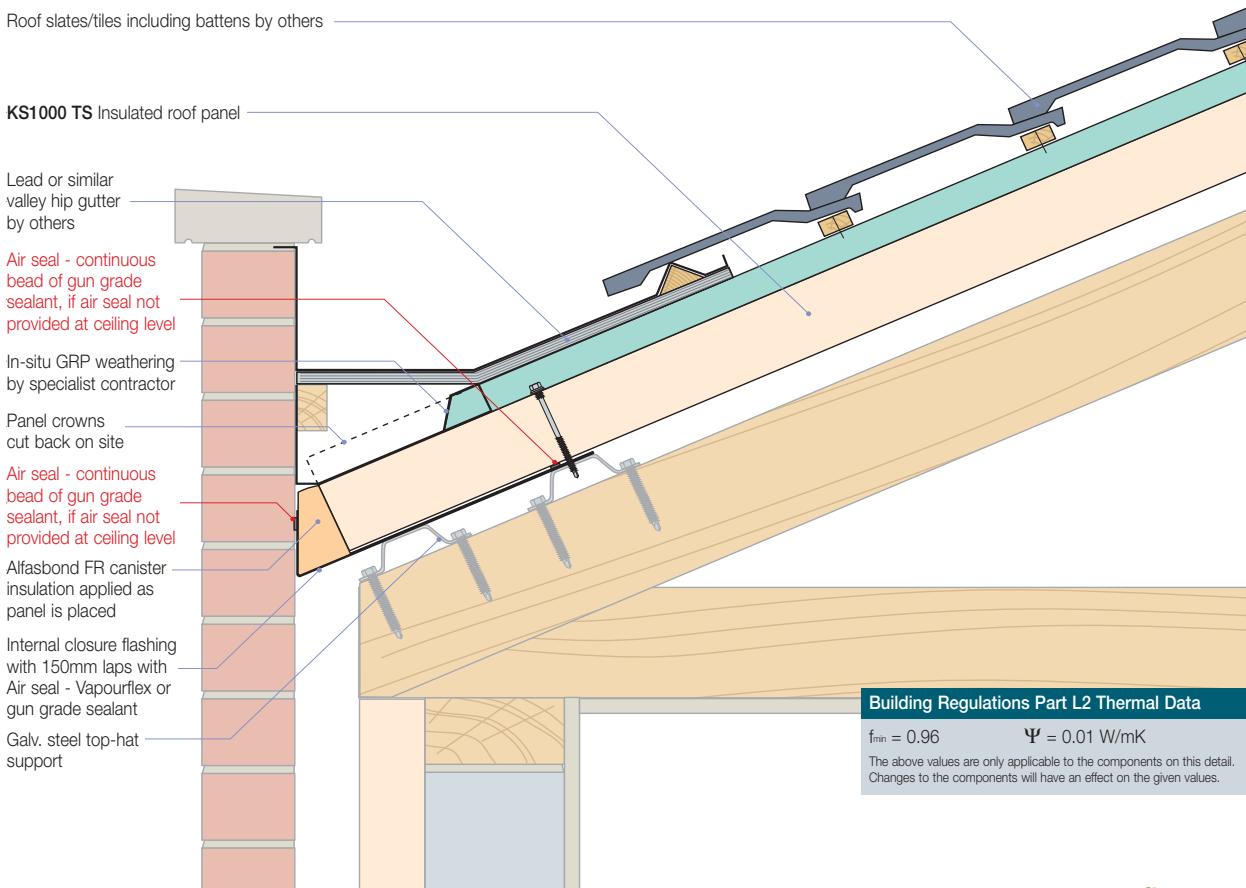 Roof slates/tiles including battens by others
KS1000 TS Insulated roof panel
Lead or similar
valley hip gutter
by others
Air seal - continuous
bead of gun grade
sealant, if air seal not
provided at ceiling level
In-situ GRP weathering
by specialist contractor
Panel crowns
cut back on site
Air seal - continuous
bead of gun grade
sealant, if air seal not
provided at ceiling level
Alfasbond FR canister
insulation applied as
panel is placed
Internal closure flashing
with 150mm laps with
Air seal - Vapourflex or
gun grade sealant
Galv. steel top-hat
support
Building Regulations Part L2 Thermal Data
fmin = 0.96 Ψ = 0.01 W/mK
The above values are only applicable to the components on this detail.
Changes to the components will have an effect on the given values.